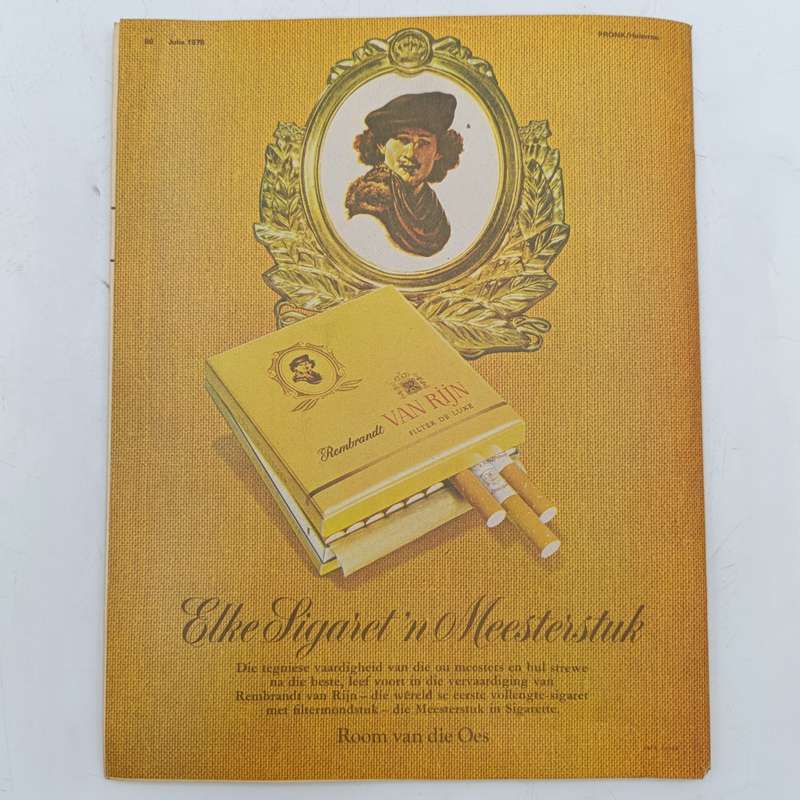 Julie 1976
PRONK/Huisvrou
Rembrandt VAN RIJN
FILTER DE LUXE
Elke Sigaret 'n Meesterstuk
Die tegniese vaardigheid van die ou meesters en hul strewe
na die beste, leef voort in die vervaardiging van
Rembrandt van Rijn – die wêreld se eerste vollengte-sigaret
met filtermondstuk – die Meesterstuk in Sigarette.
Room van die Oes